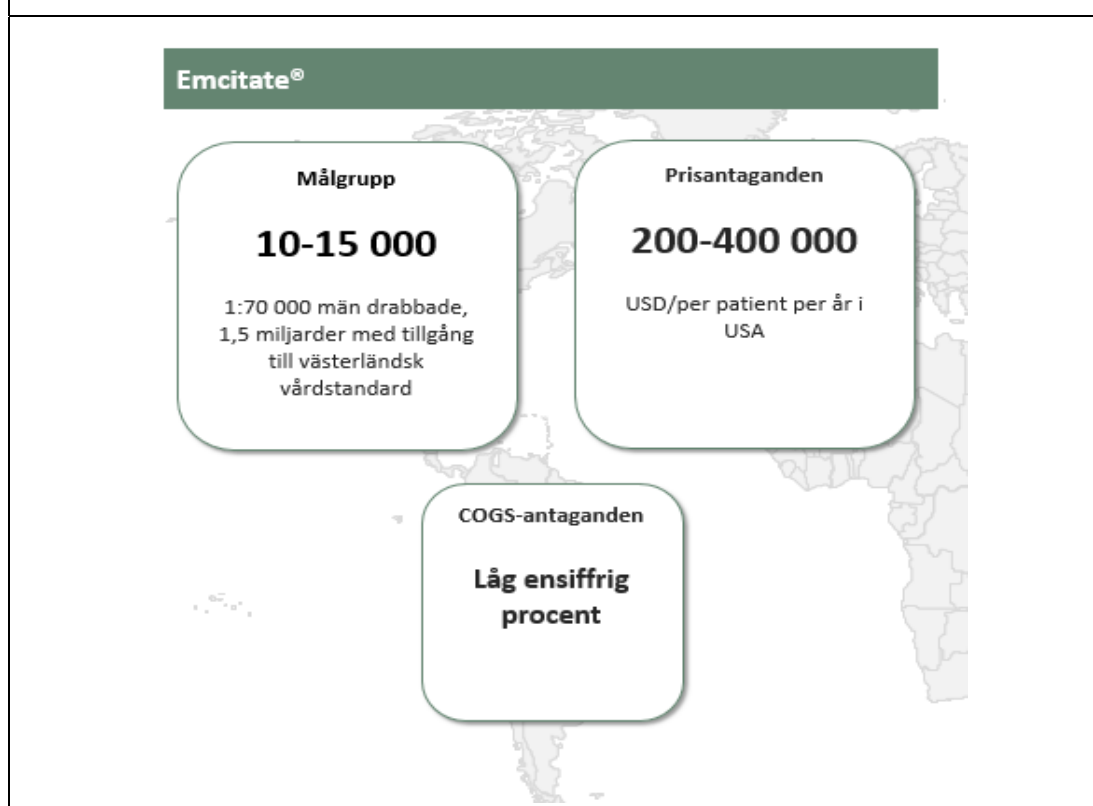 Emcitate®
Målgrupp
10-15 000
1:70 000 män drabbade,
1,5 miljarder med tillgång
till västerländsk
vårdstandard
Prisantaganden
200-400 000
USD/per patient per år i
USA
COGS-antaganden
Låg ensiffrig
procent